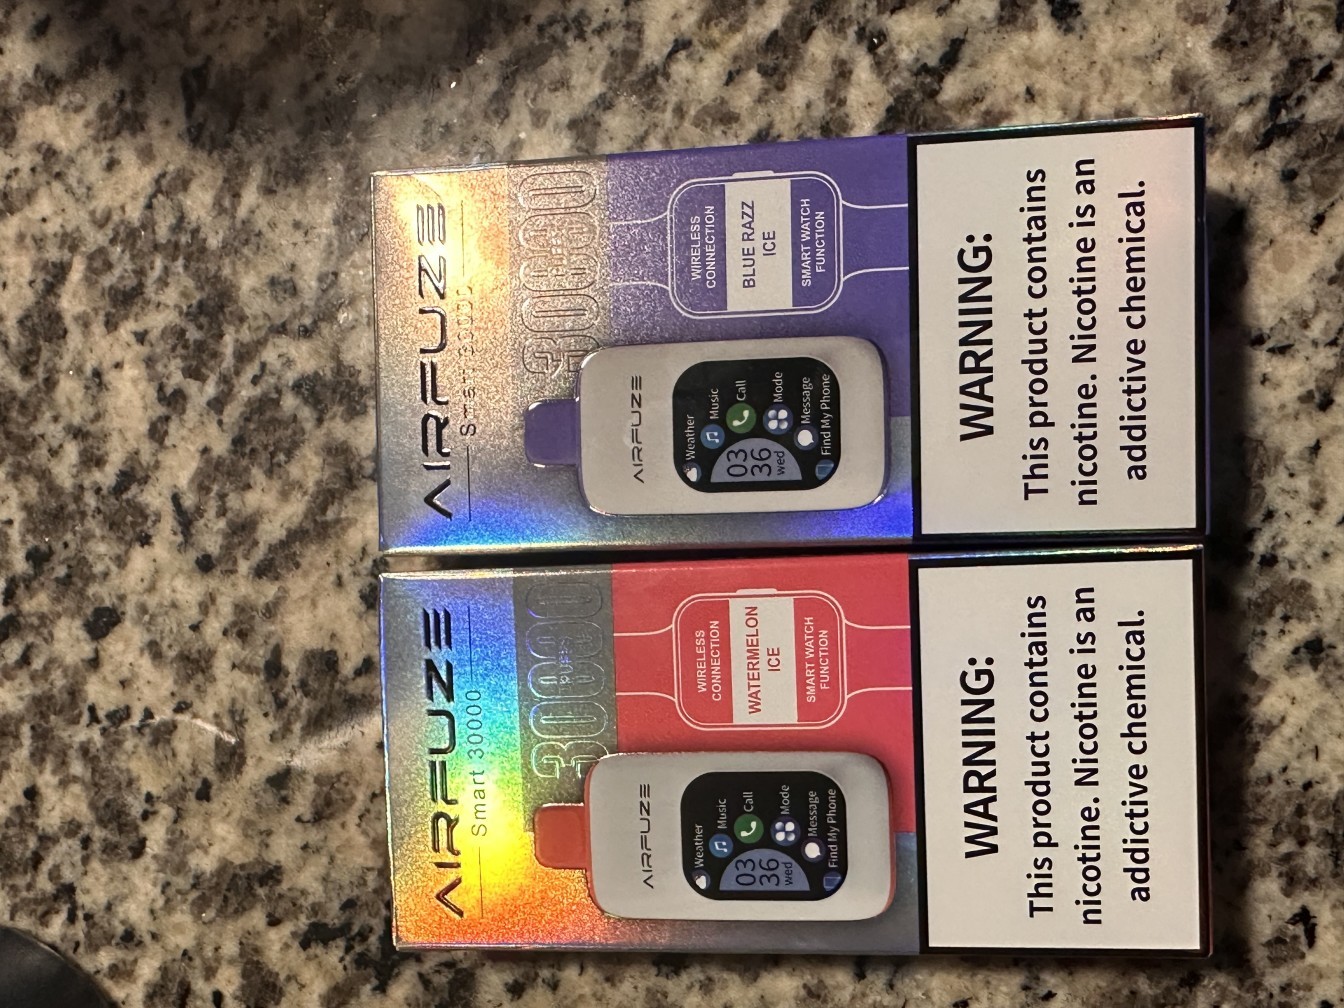 AIRFUZE
Smart 30000
30000
WIRELESS
CONNECTION
WATERMELON
ICE
SMART WATCH
FUNCTION
AIRFUZE
Weather
Music
03
36
wed
Call
Mode
Message
Find My Phone
WARNING:
This product contains
nicotine. Nicotine is an
addictive chemical.
AIRFUZE
Smart 30000
30000
WIRELESS
CONNECTION
BLUE RAZZ
ICE
SMART WATCH
FUNCTION
AIRFUZE
Weather
Music
03
36
wed
Call
Mode
Message
Find My Phone
WARNING:
This product contains
nicotine. Nicotine is an
addictive chemical.